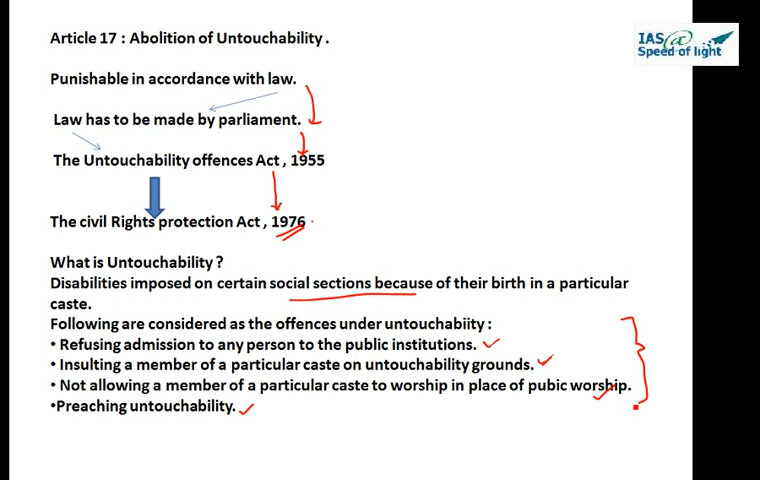 Article 17 : Abolition of Untouchability .
IAS@
Speed of light
Punishable in accordance with law.
Law has to be made by parliament.
The Untouchability offences Act , 1955
The civil Rights protection Act , 1976
What is Untouchability ?
Disabilities imposed on certain social sections because of their birth in a particular
caste.
Following are considered as the offences under untouchabiity :
• Refusing admission to any person to the public institutions.
• Insulting a member of a particular caste on untouchability grounds.
• Not allowing a member of a particular caste to worship in place of pubic worship.
•Preaching untouchability.